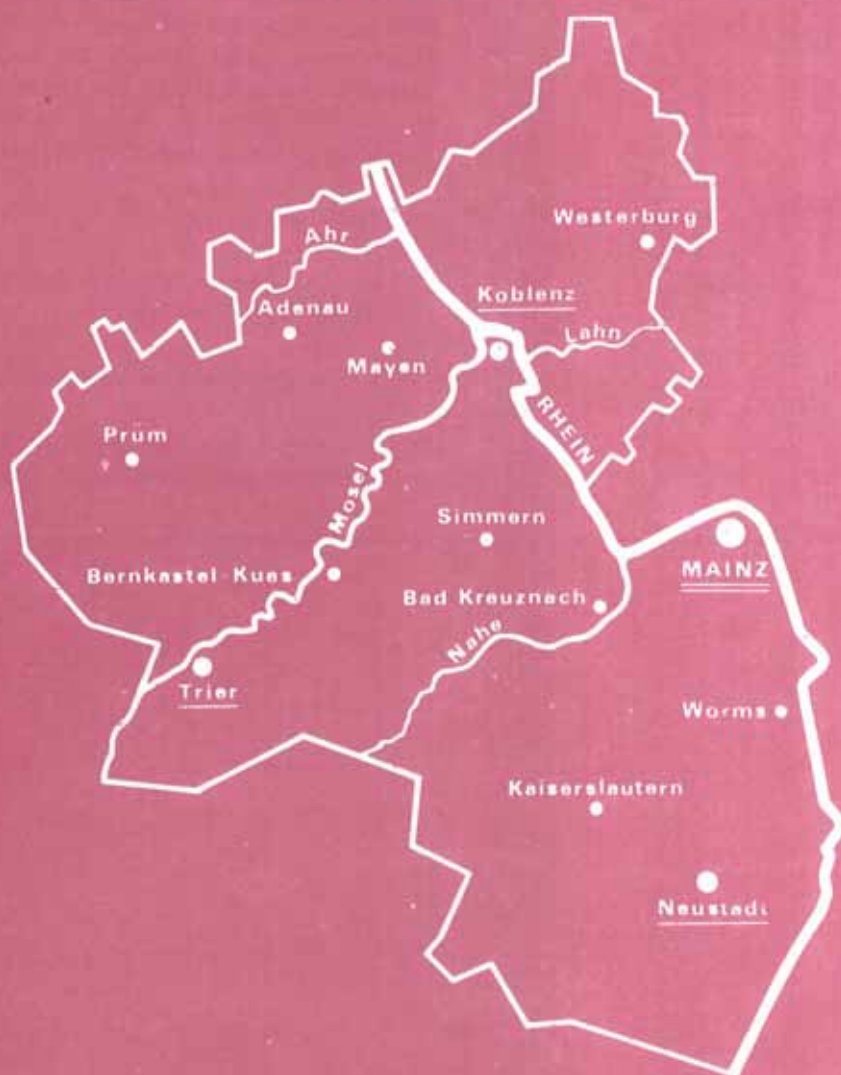 Westerburg
Ahr
Koblenz
Adenau
Lahn
Mayen
RHEIN
Prüm
Mosel
Simmern
MAINZ
Bernkastel-Kues
Bad Kreuznach
Nahe
Trier
Worms
Kaiserslautern
Neustadt